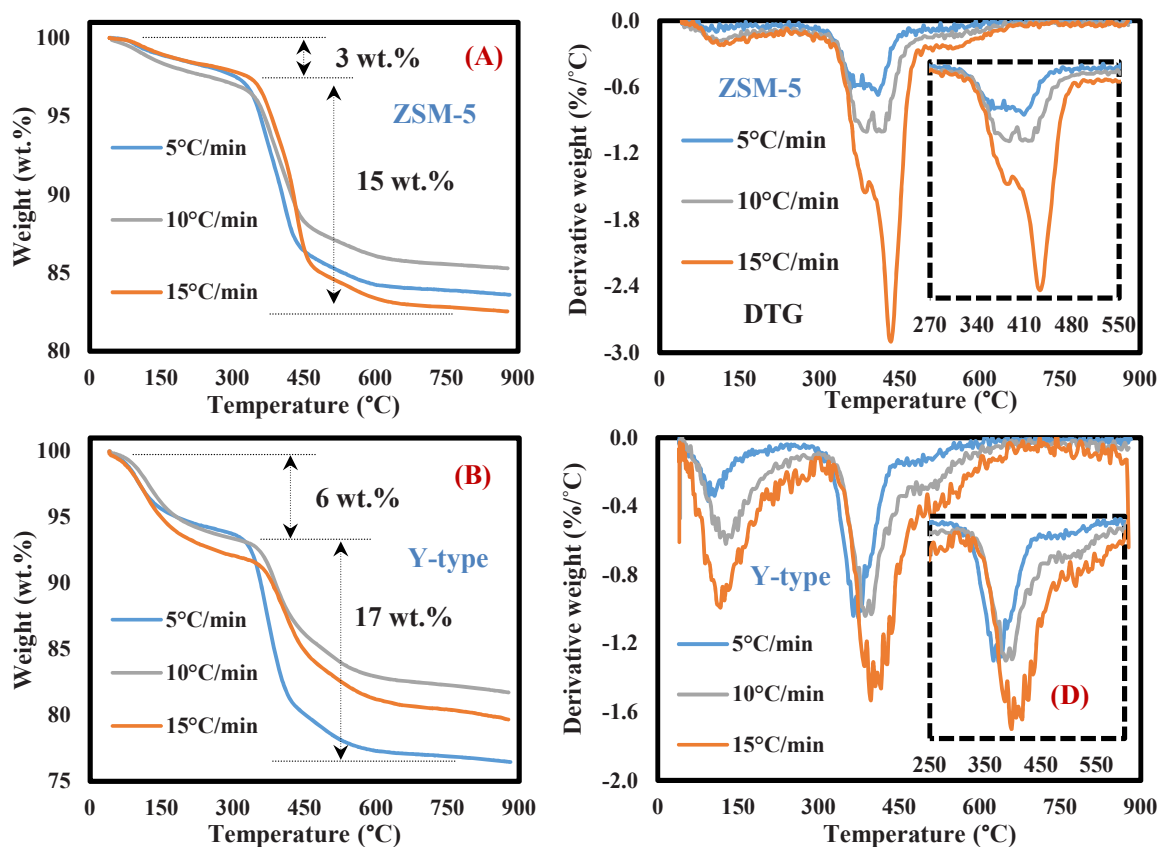 100
95
90
85
80
Weight (wt.%)
3 wt.%
(A)
ZSM-5
15 wt.%
5°C/min
10°C/min
15°C/min
0 150 300 450 600 750 900
Temperature (°C)
0.0
-0.6
-1.2
-1.8
-2.4
-3.0
Derivative weight (%/°C)
ZSM-5
5°C/min
10°C/min
15°C/min
DTG
270 340 410 480 550
0 150 300 450 600 750 900
Temperature (°C)
100
95
90
85
80
75
Weight (wt.%)
(B)
6 wt.%
Y-type
17 wt.%
5°C/min
10°C/min
15°C/min
0 150 300 450 600 750 900
Temperature (°C)
0.0
-0.4
-0.8
-1.2
-1.6
-2.0
Derivative weight (%/°C)
Y-type
5°C/min
10°C/min
15°C/min
(D)
250 350 450 550
0 150 300 450 600 750 900
Temperature (°C)